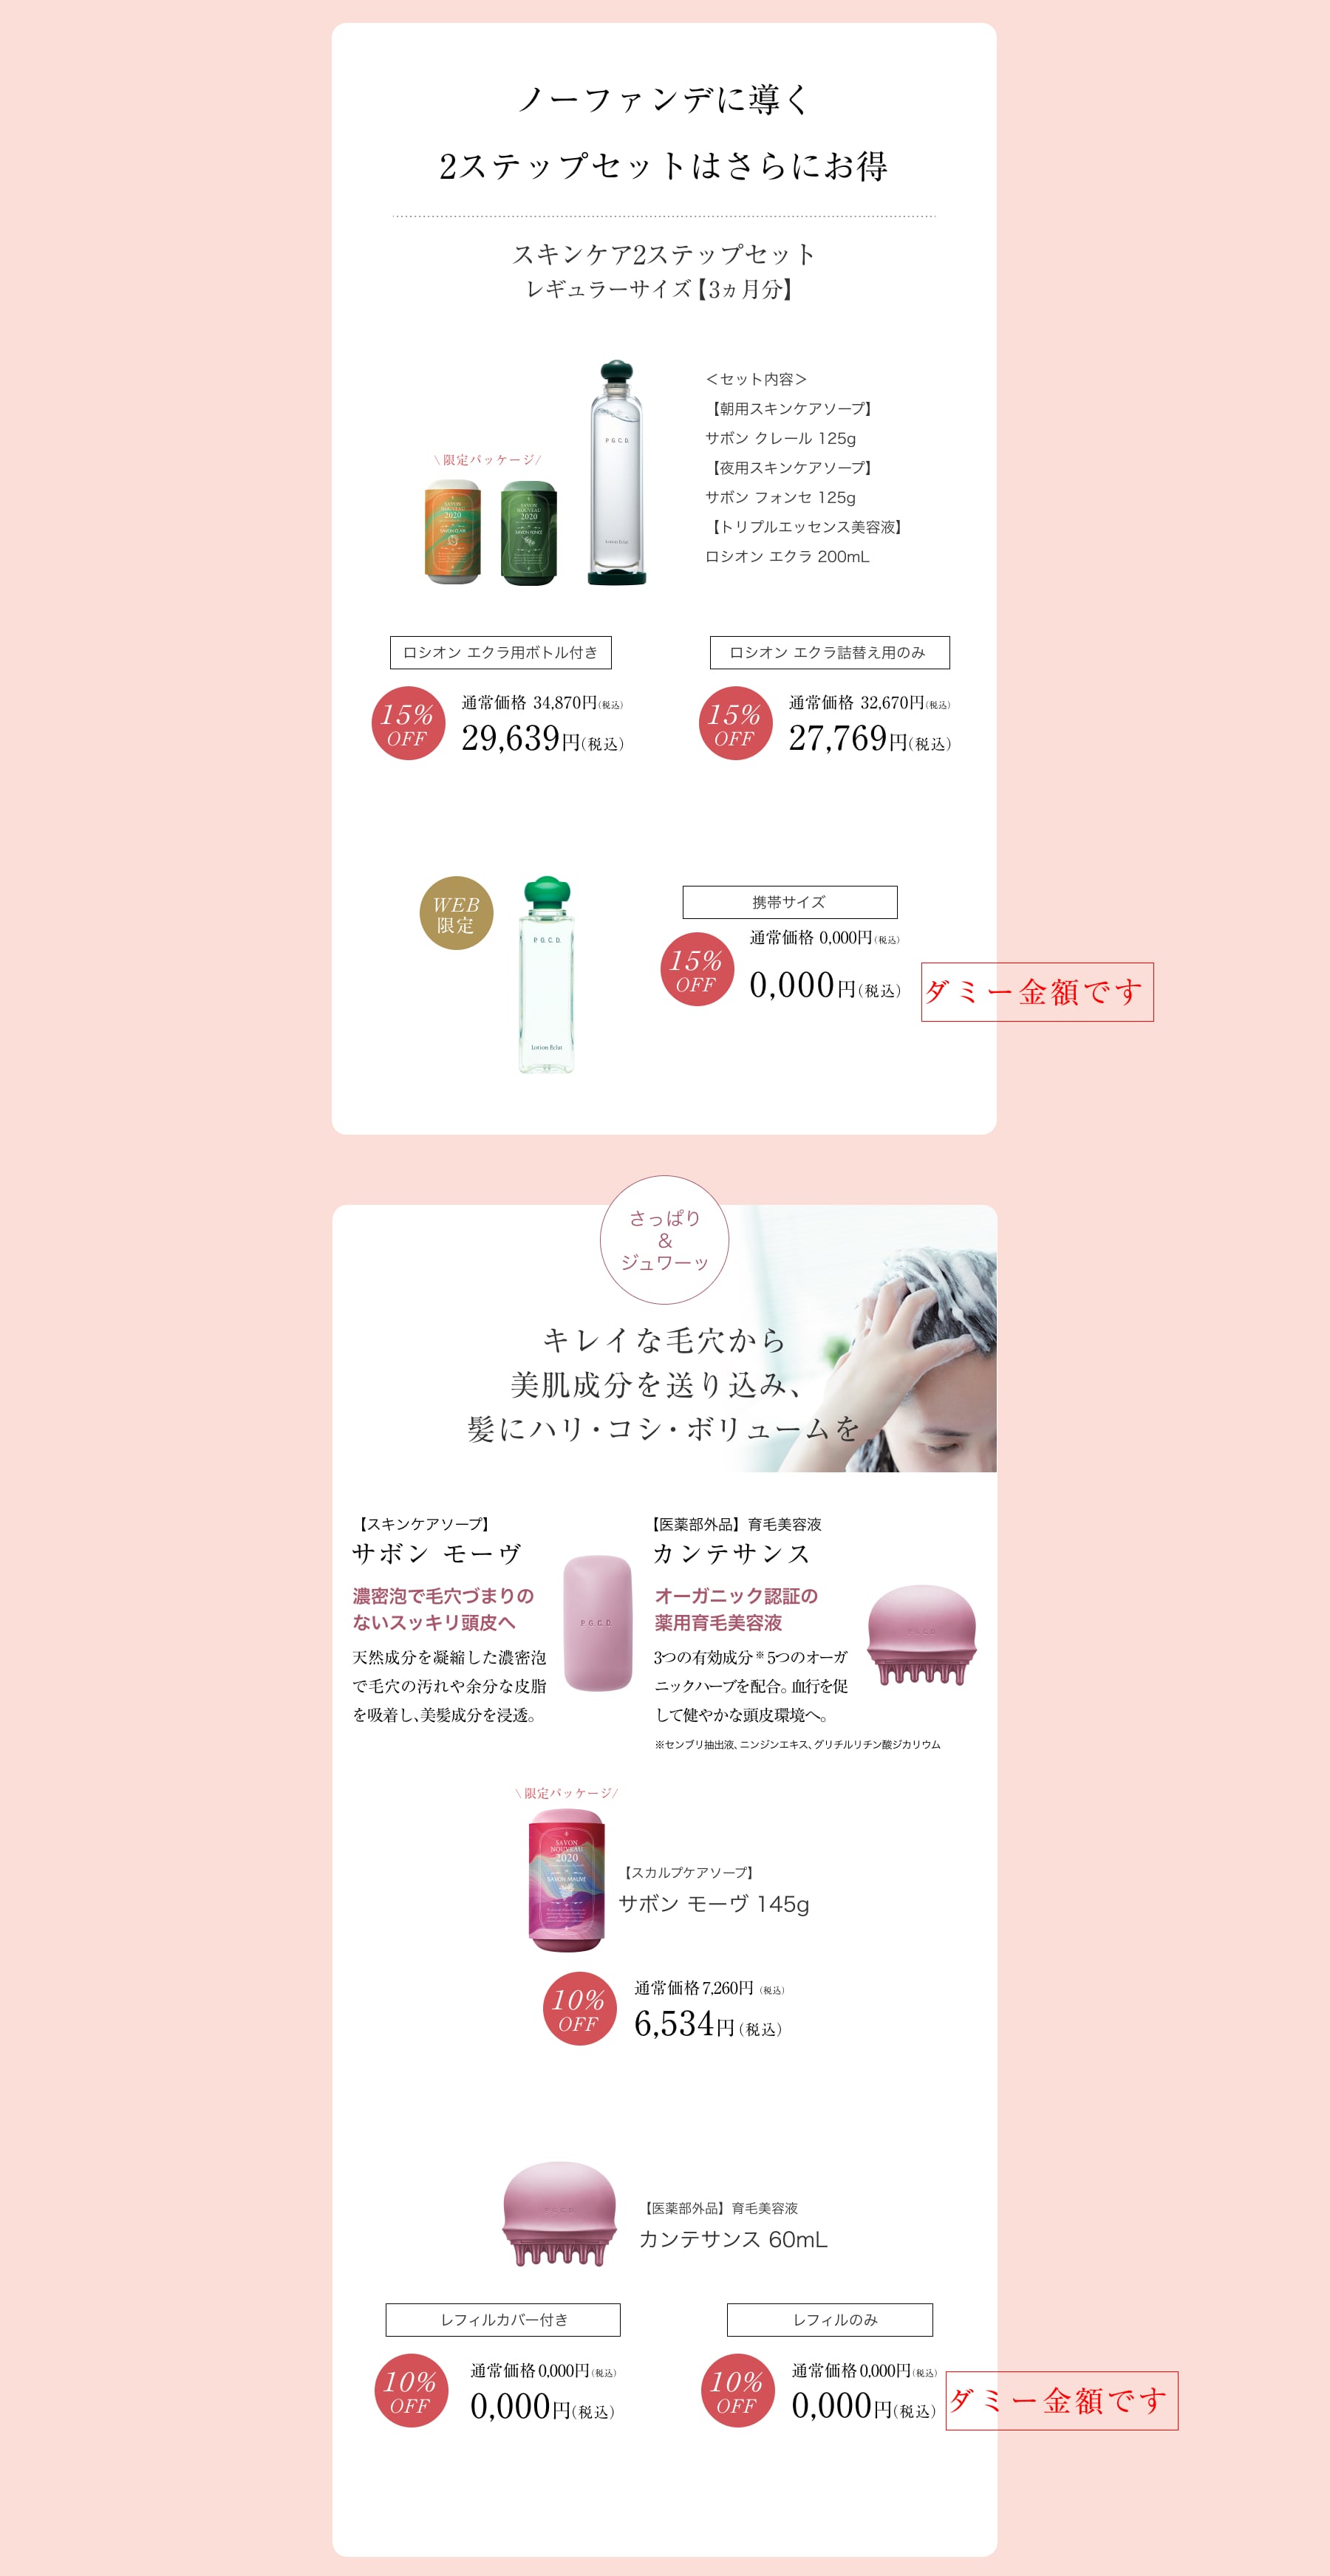 ノーファンデに導く
2ステップセットはさらにお得
スキンケア2ステップセット
レギュラーサイズ【3ヵ月分】
P. G. C. D.
Lotion Éclat
\ 限定パッケージ/
SAVON
NOUVEAU
2020
SAVON CLAIR
SAVON
NOUVEAU
2020
SAVON FONCÉ
＜セット内容＞
【朝用スキンケアソープ】
サボン クレール 125g
【夜用スキンケアソープ】
サボン フォンセ 125g
【トリプルエッセンス美容液】
ロシオン エクラ 200mL
ロシオン エクラ用ボトル付き
15%
OFF
通常価格 34,870円(税込)
29,639円(税込)
ロシオン エクラ詰替え用のみ
15%
OFF
通常価格 32,670円(税込)
27,769円(税込)
WEB
限定
P. G. C. D.
Lotion Éclat
携帯サイズ
15%
OFF
通常価格 0,000円(税込)
0,000円(税込)
ダミー金額です
さっぱり
&
ジュワーッ
キレイな毛穴から
美肌成分を送り込み、
髪にハリ・コシ・ボリュームを
【スキンケアソープ】
サボン モーヴ
濃密泡で毛穴づまりの
ないスッキリ頭皮へ
天然成分を凝縮した濃密泡
で毛穴の汚れや余分な皮脂
を吸着し、美髪成分を浸透。
P. G. C. D.
【医薬部外品】育毛美容液
カンテサンス
オーガニック認証の
薬用育毛美容液
3つの有効成分※5つのオーガ
ニックハーブを配合。血行を促
して健やかな頭皮環境へ。
※センブリ抽出液、ニンジンエキス、グリチルリチン酸ジカリウム
P. G. C. D.
\ 限定パッケージ/
SAVON
NOUVEAU
2020
SAVON MAUVE
【スカルプケアソープ】
サボン モーヴ 145g
10%
OFF
通常価格 7,260円 (税込)
6,534円 (税込)
【医薬部外品】育毛美容液
カンテサンス 60mL
レフィルカバー付き
10%
OFF
通常価格 0,000円(税込)
0,000円(税込)
レフィルのみ
10%
OFF
通常価格 0,000円(税込)
0,000円(税込)
ダミー金額です